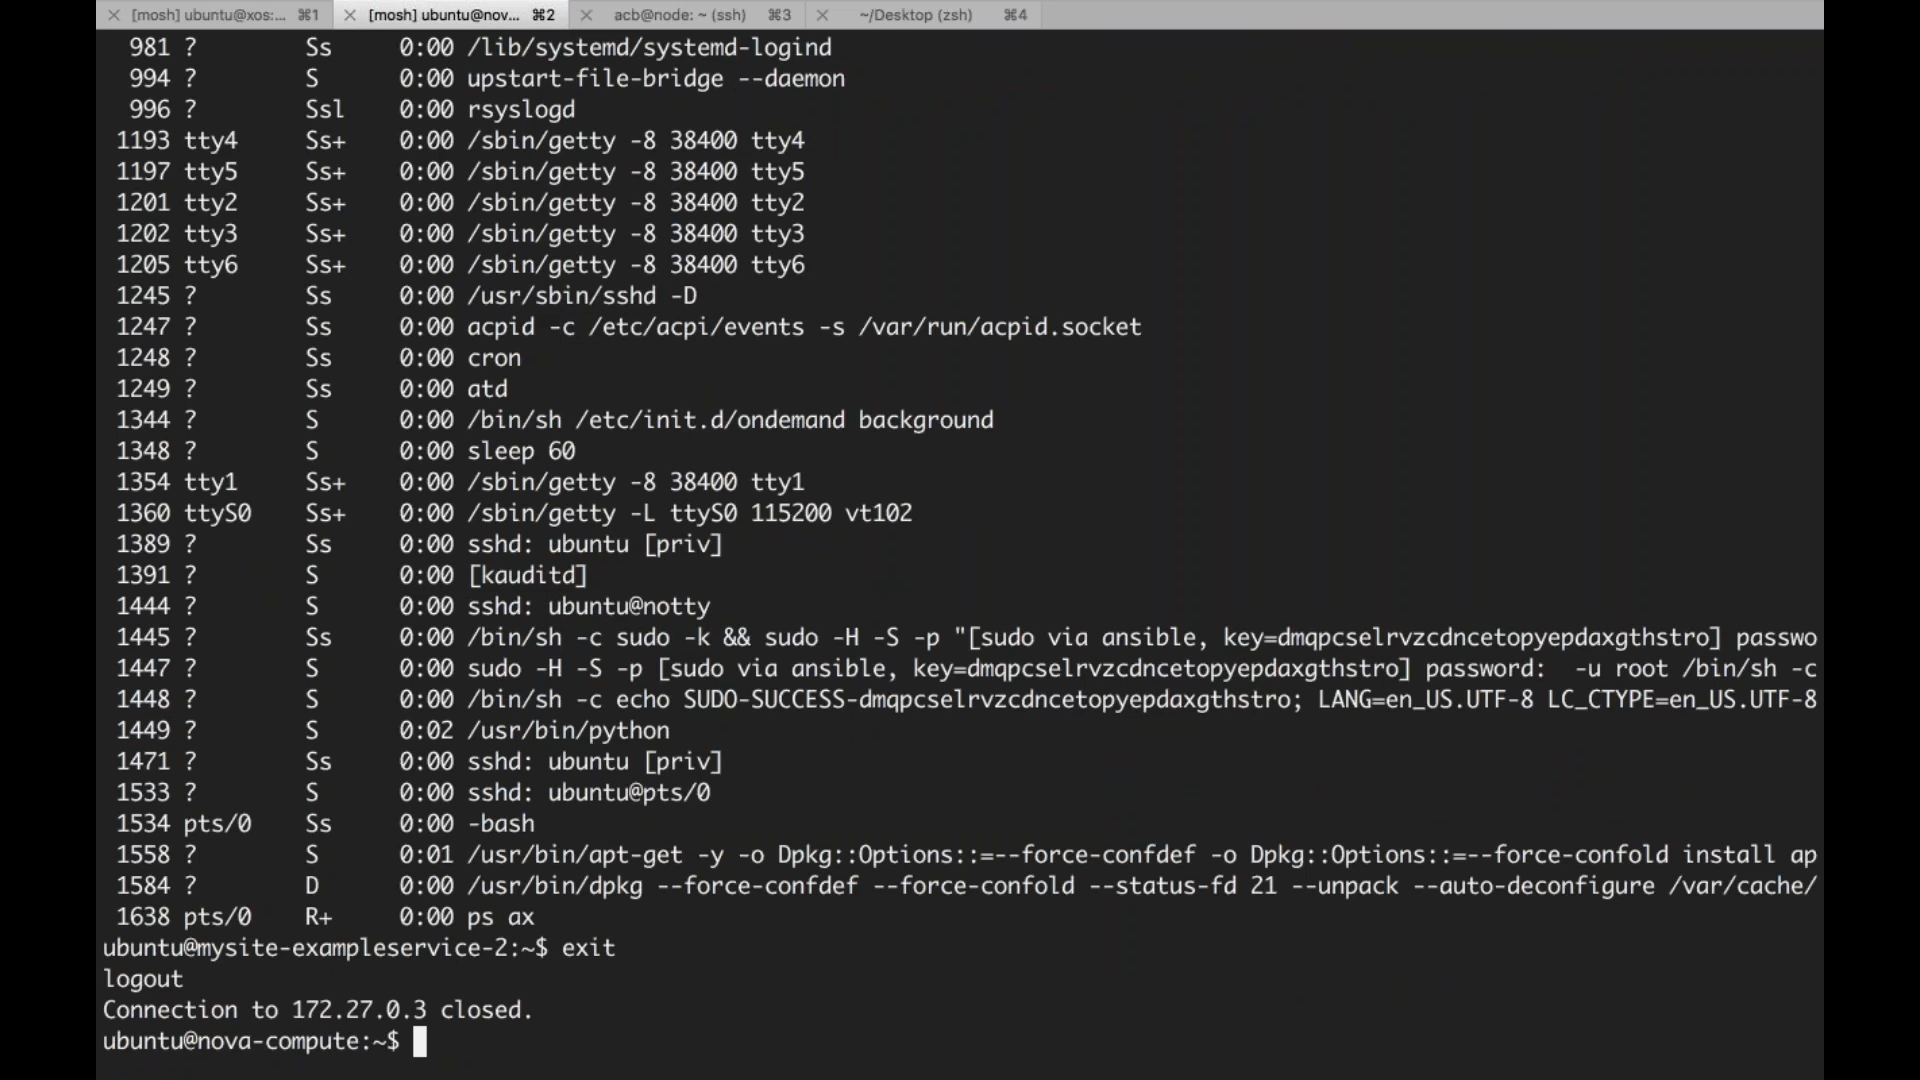 [mosh] ubuntu@xos:... ⌘1 [mosh] ubuntu@nov... ⌘2 acb@node: ~ (ssh) ⌘3 ~/Desktop (zsh) ⌘4
981 ? Ss 0:00 /lib/systemd/systemd-logind
994 ? S 0:00 upstart-file-bridge --daemon
996 ? Ssl 0:00 rsyslogd
1193 tty4 Ss+ 0:00 /sbin/getty -8 38400 tty4
1197 tty5 Ss+ 0:00 /sbin/getty -8 38400 tty5
1201 tty2 Ss+ 0:00 /sbin/getty -8 38400 tty2
1202 tty3 Ss+ 0:00 /sbin/getty -8 38400 tty3
1205 tty6 Ss+ 0:00 /sbin/getty -8 38400 tty6
1245 ? Ss 0:00 /usr/sbin/sshd -D
1247 ? Ss 0:00 acpid -c /etc/acpi/events -s /var/run/acpid.socket
1248 ? Ss 0:00 cron
1249 ? Ss 0:00 atd
1344 ? S 0:00 /bin/sh /etc/init.d/ondemand background
1348 ? S 0:00 sleep 60
1354 tty1 Ss+ 0:00 /sbin/getty -8 38400 tty1
1360 ttyS0 Ss+ 0:00 /sbin/getty -L ttyS0 115200 vt102
1389 ? Ss 0:00 sshd: ubuntu [priv]
1391 ? S 0:00 [kauditd]
1444 ? S 0:00 sshd: ubuntu@notty
1445 ? Ss 0:00 /bin/sh -c sudo -k && sudo -H -S -p "[sudo via ansible, key=dmqpcselrvzcdncetopyepdaxgthstro] passwo
1447 ? S 0:00 sudo -H -S -p [sudo via ansible, key=dmqpcselrvzcdncetopyepdaxgthstro] password:  -u root /bin/sh -c
1448 ? S 0:00 /bin/sh -c echo SUDO-SUCCESS-dmqpcselrvzcdncetopyepdaxgthstro; LANG=en_US.UTF-8 LC_CTYPE=en_US.UTF-8
1449 ? S 0:02 /usr/bin/python
1471 ? Ss 0:00 sshd: ubuntu [priv]
1533 ? S 0:00 sshd: ubuntu@pts/0
1534 pts/0 Ss 0:00 -bash
1558 ? S 0:01 /usr/bin/apt-get -y -o Dpkg::Options::=--force-confdef -o Dpkg::Options::=--force-confold install ap
1584 ? D 0:00 /usr/bin/dpkg --force-confdef --force-confold --status-fd 21 --unpack --auto-deconfigure /var/cache/
1638 pts/0 R+ 0:00 ps ax
ubuntu@mysite-exampleservice-2:~$ exit
logout
Connection to 172.27.0.3 closed.
ubuntu@nova-compute:~$